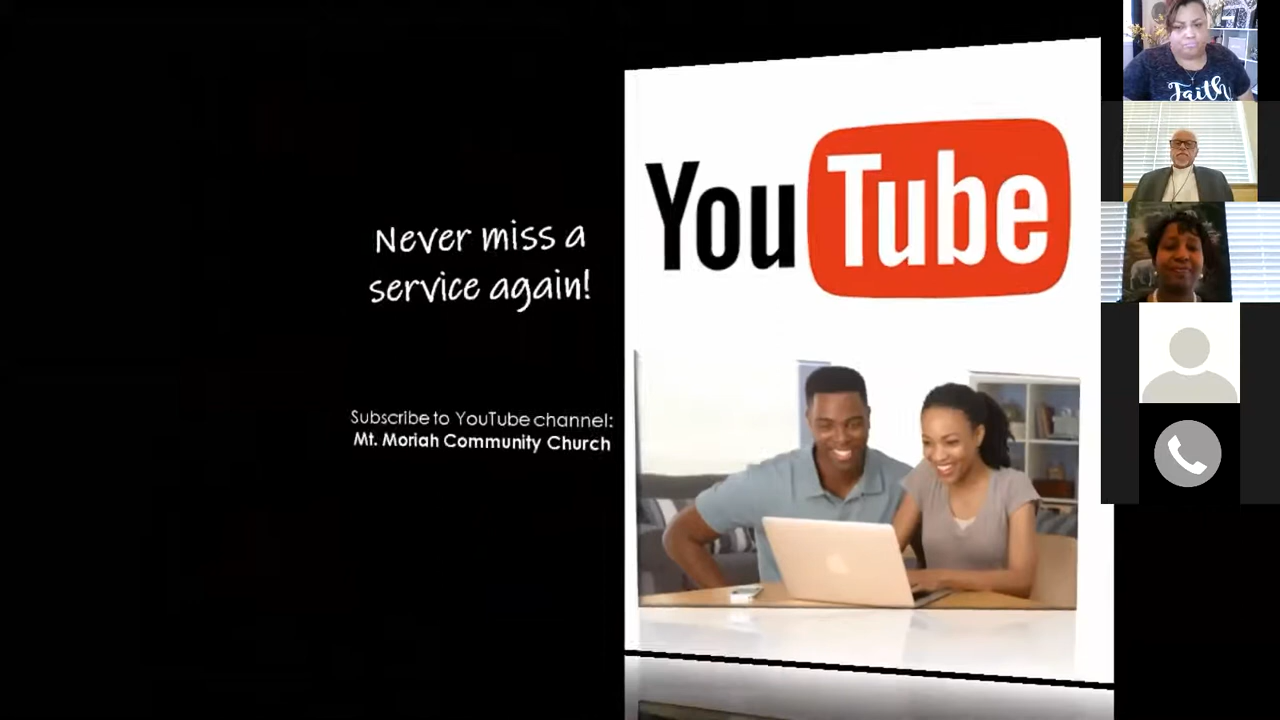 Never miss a
service again!
Subscribe to YouTube channel:
Mt. Moriah Community Church
YouTube
Faith